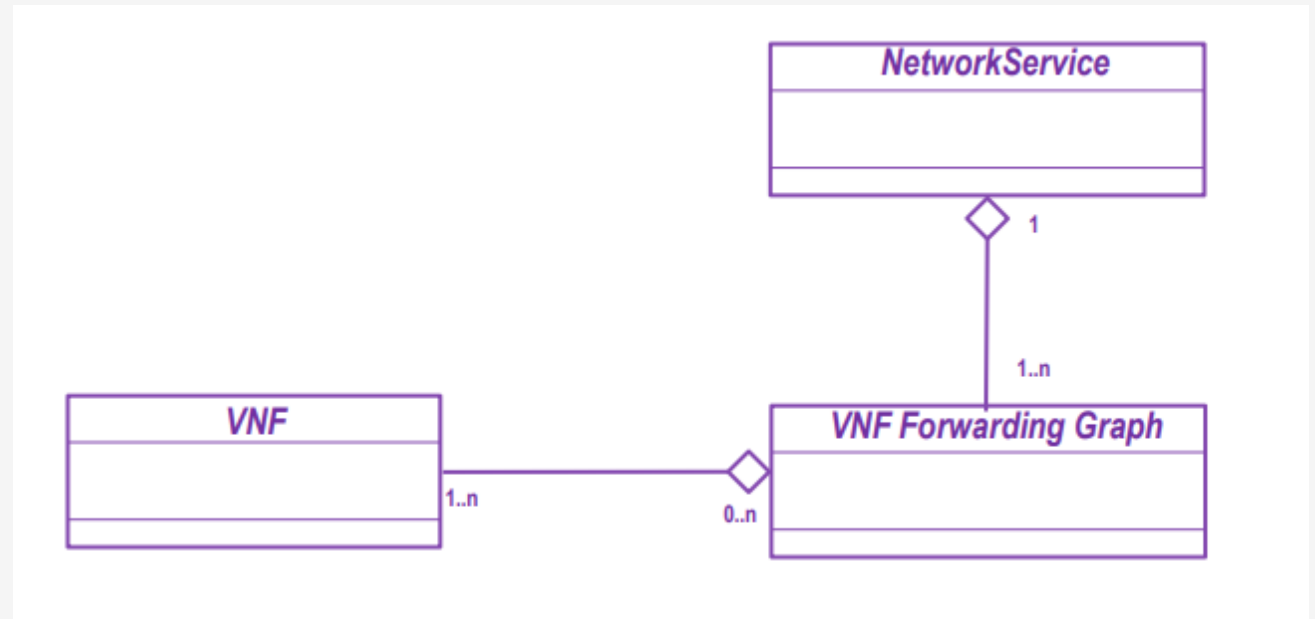 NetworkService
1
1..n
VNF
VNF Forwarding Graph
1..n
0..n